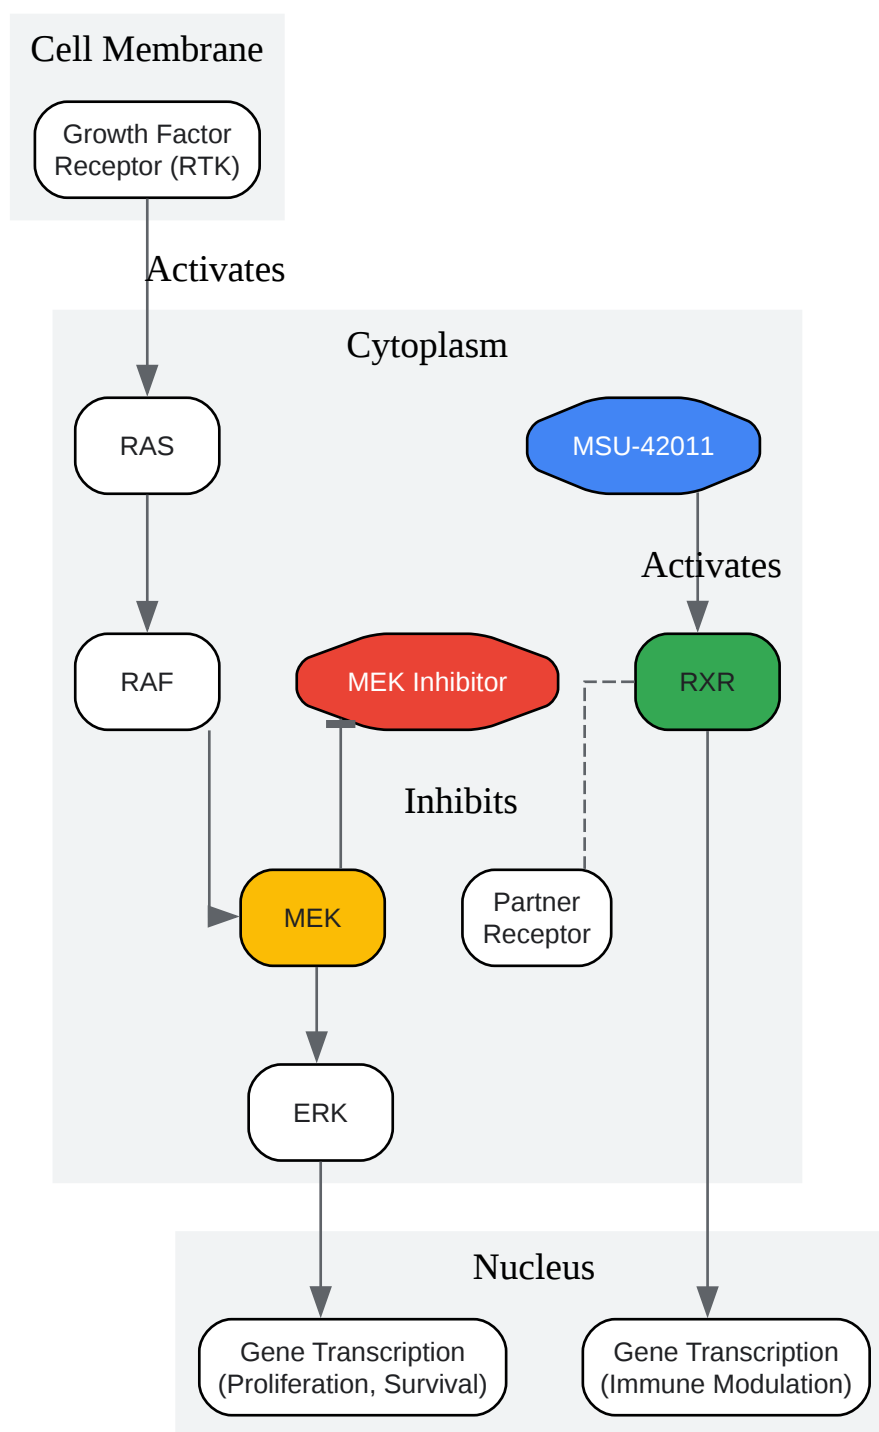 Cell Membrane
Growth Factor
Receptor (RTK)
Activates
Cytoplasm
RAS
MSU-42011
Activates
RAF
MEK Inhibitor
RXR
Inhibits
MEK
Partner
Receptor
ERK
Nucleus
Gene Transcription
(Proliferation, Survival)
Gene Transcription
(Immune Modulation)